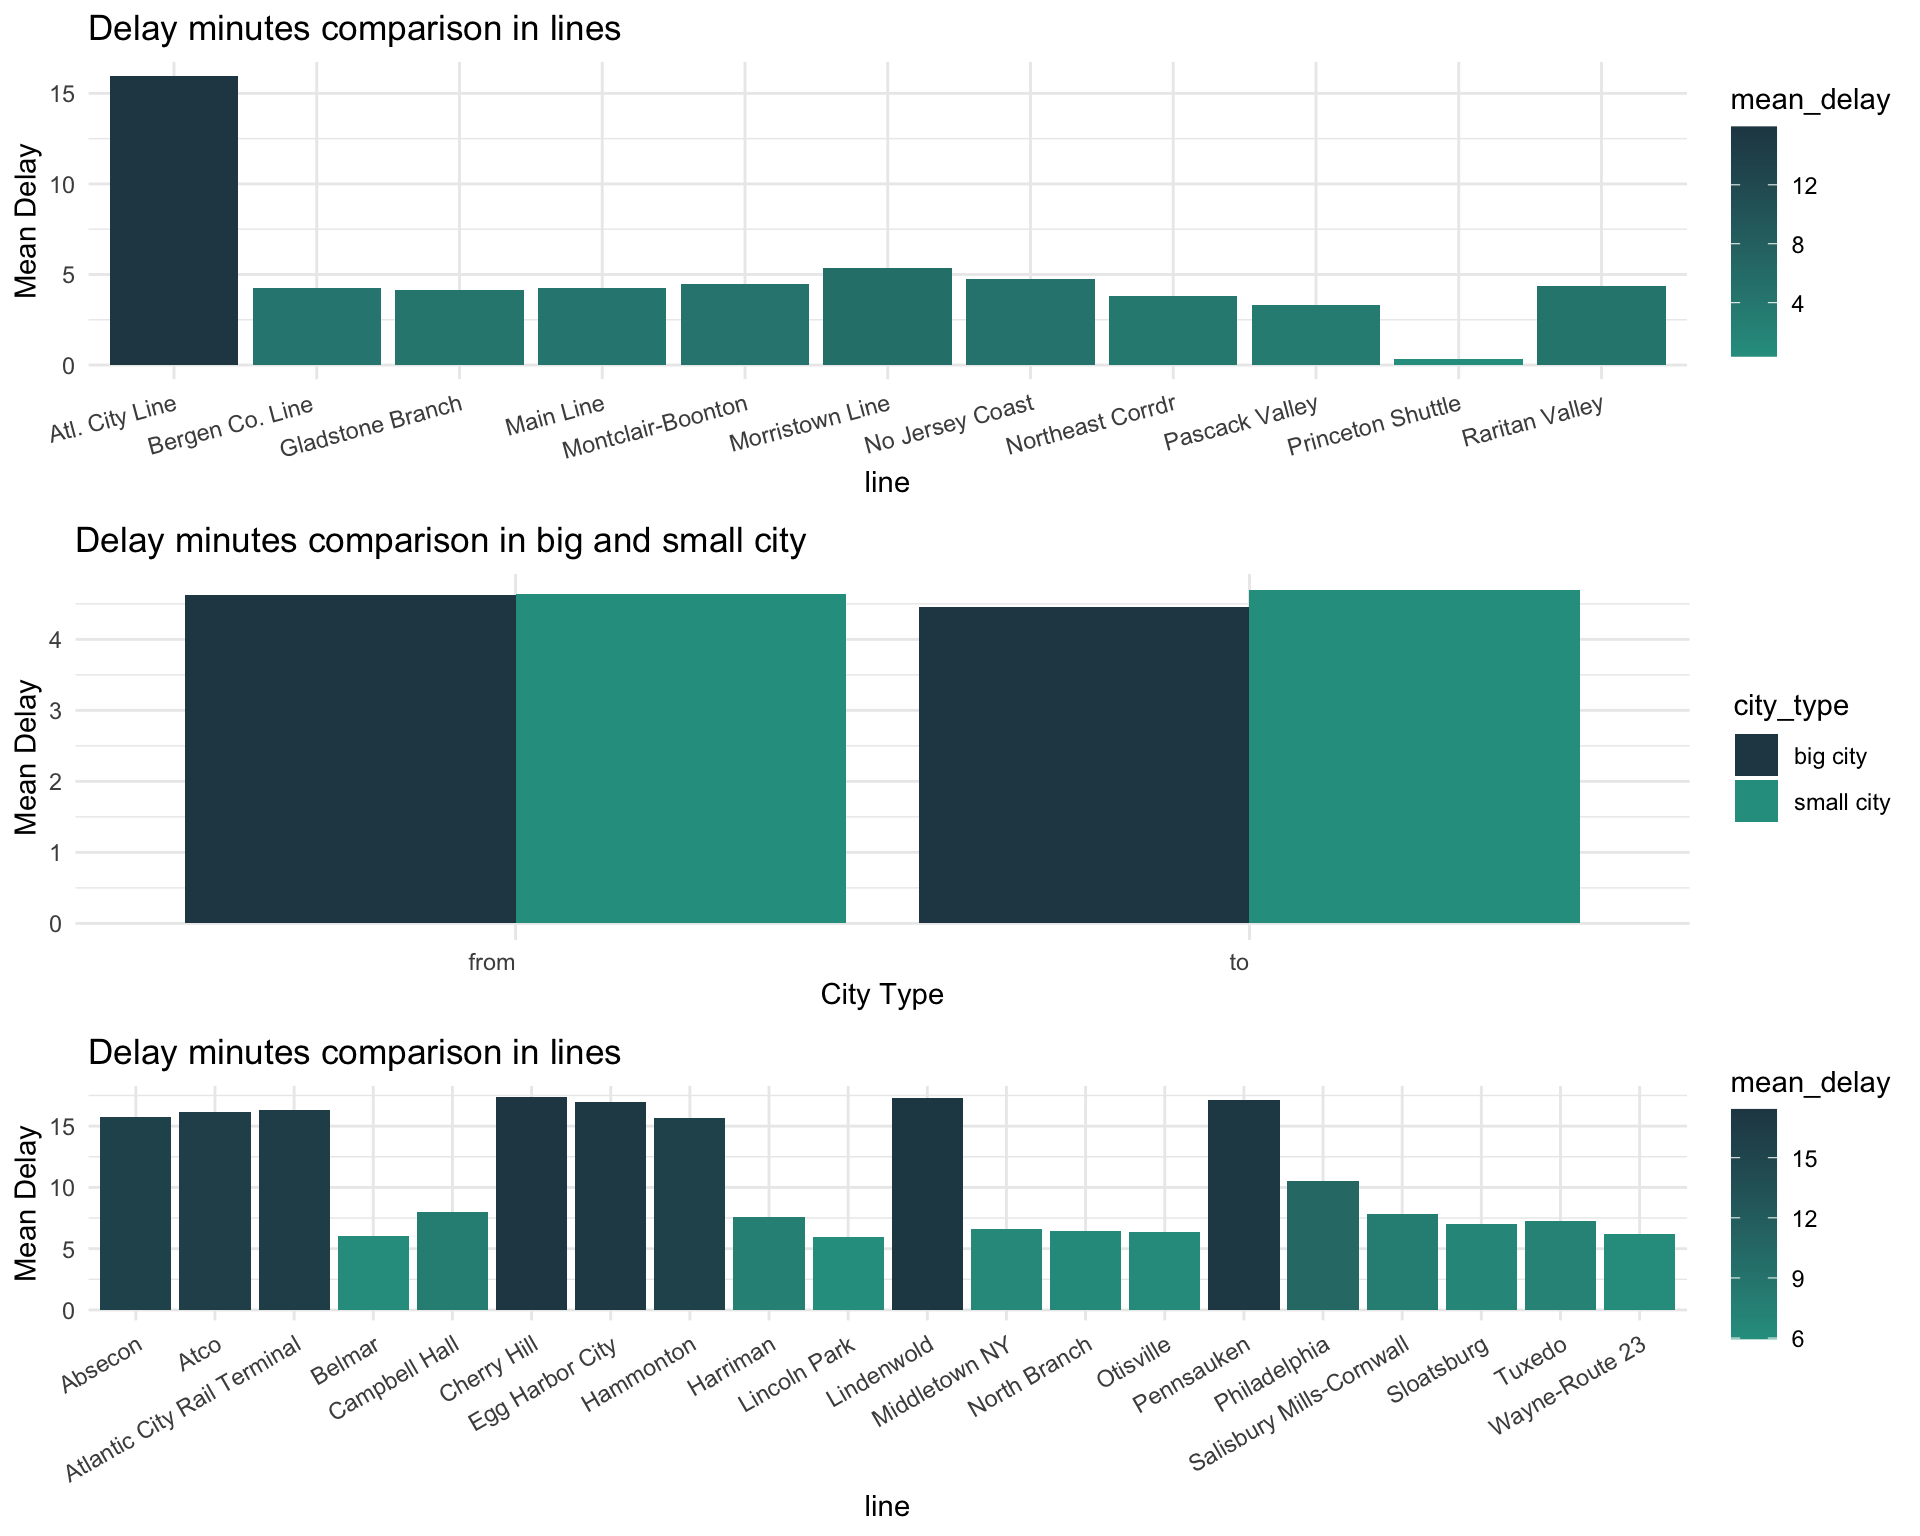 Delay minutes comparison in lines
Mean Delay
15
10
5
0
Atl. City Line
Bergen Co. Line
Gladstone Branch
Main Line
Montclair-Boonton
Morristown Line
No Jersey Coast
Northeast Corrdr
Pascack Valley
Princeton Shuttle
Raritan Valley
line
mean_delay
12
8
4
Delay minutes comparison in big and small city
Mean Delay
4
3
2
1
0
from
to
City Type
city_type
big city
small city
Delay minutes comparison in lines
Mean Delay
15
10
5
0
Absecon
Atco
Atlantic City Rail Terminal
Belmar
Campbell Hall
Cherry Hill
Egg Harbor City
Hammonton
Harriman
Lincoln Park
Lindenwold
Middletown NY
North Branch
Otisville
Pennsauken
Philadelphia
Salisbury Mills-Cornwall
Sloatsburg
Tuxedo
Wayne-Route 23
line
mean_delay
15
12
9
6